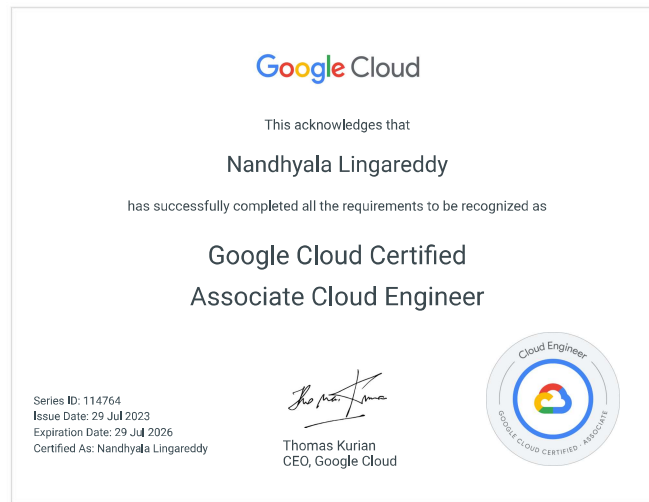 Google Cloud
This acknowledges that
Nandhyala Lingareddy
has successfully completed all the requirements to be recognized as
Google Cloud Certified
Associate Cloud Engineer
Series ID: 114764
Issue Date: 29 Jul 2023
Expiration Date: 29 Jul 2026
Certified As: Nandhyala Lingareddy
Thomas Kurian
CEO, Google Cloud
Cloud Engineer
GOOGLE CLOUD CERTIFIED · ASSOCIATE